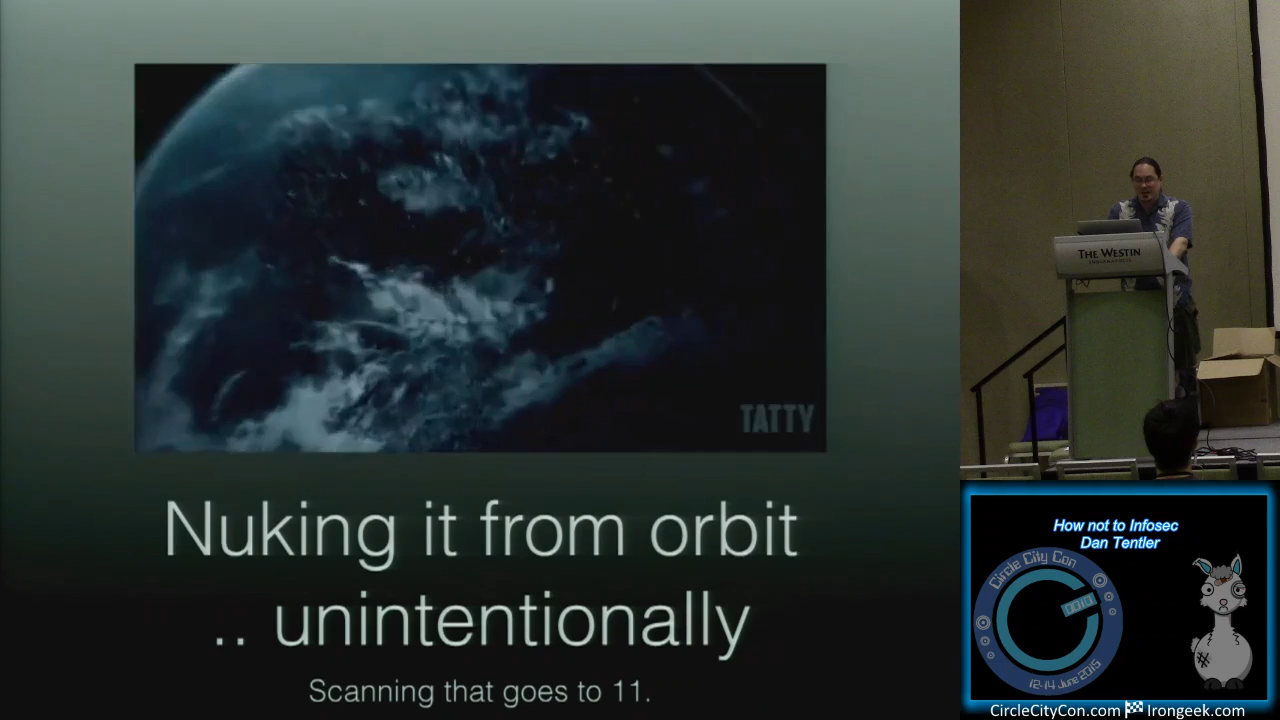 TATTY
Nuking it from orbit
.. unintentionally
Scanning that goes to 11.
THE WESTIN
INDIANAPOLIS
How not to Infosec
Dan Tentler
Circle City Con
12-14 June 2015
CircleCityCon.com Irongeek.com